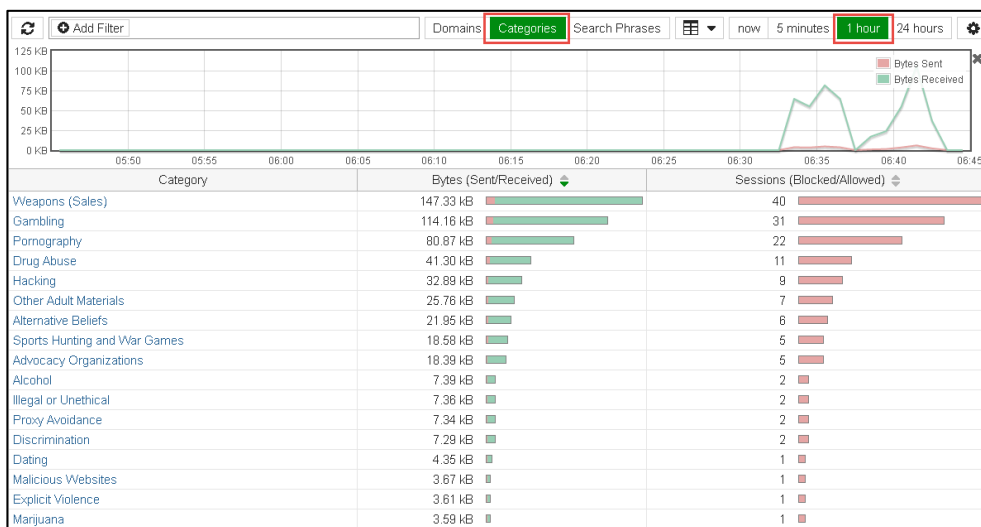 Add Filter Domains Categories Search Phrases now 5 minutes 1 hour 24 hours
125 KB
100 KB
75 KB
50 KB
25 KB
0 KB
Bytes Sent
Bytes Received
05:50 05:55 06:00 06:05 06:10 06:15 06:20 06:25 06:30 06:35 06:40 06:45
Category Bytes (Sent/Received) Sessions (Blocked/Allowed)
Weapons (Sales) 147.33 kB 40
Gambling 114.16 kB 31
Pornography 80.87 kB 22
Drug Abuse 41.30 kB 11
Hacking 32.89 kB 9
Other Adult Materials 25.76 kB 7
Alternative Beliefs 21.95 kB 6
Sports Hunting and War Games 18.58 kB 5
Advocacy Organizations 18.39 kB 5
Alcohol 7.39 kB 2
Illegal or Unethical 7.36 kB 2
Proxy Avoidance 7.34 kB 2
Discrimination 7.29 kB 2
Dating 4.35 kB 1
Malicious Websites 3.67 kB 1
Explicit Violence 3.61 kB 1
Marijuana 3.59 kB 1